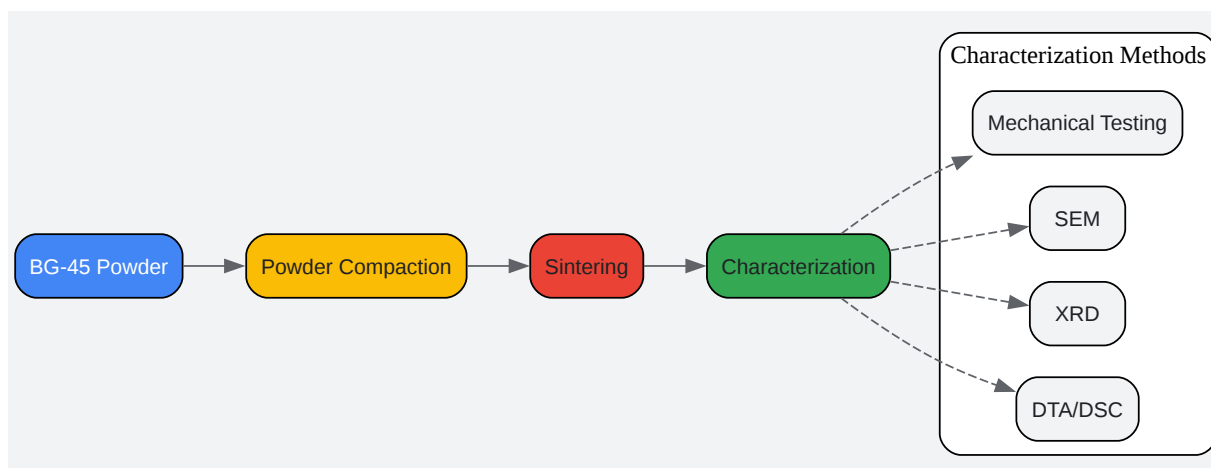 Characterization Methods
Mechanical Testing
SEM
BG-45 Powder
Powder Compaction
Sintering
Characterization
XRD
DTA/DSC